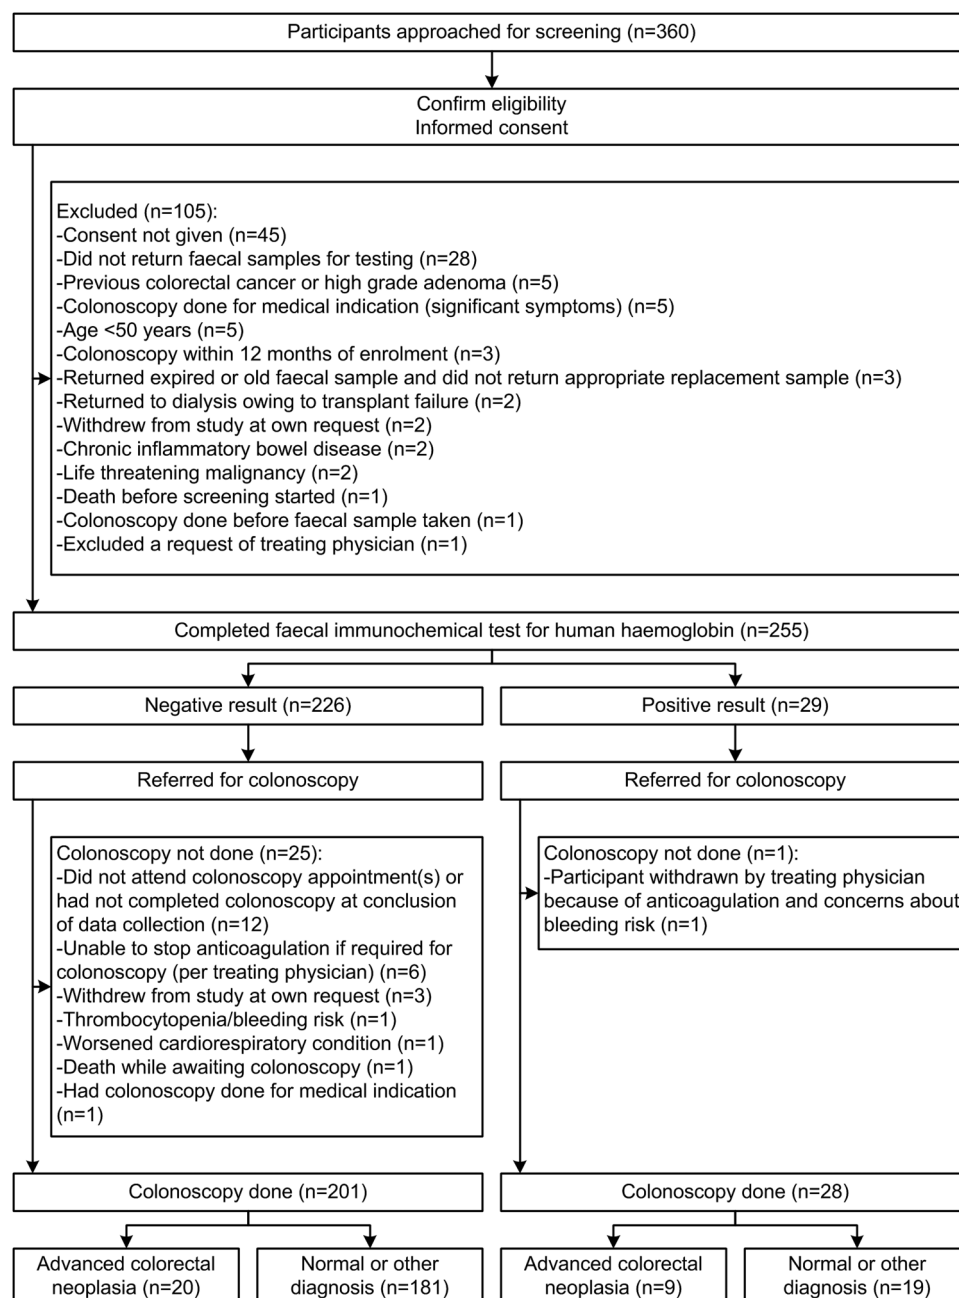 Participants approached for screening (n=360)
Confirm eligibility
Informed consent
Excluded (n=105):
-Consent not given (n=45)
-Did not return faecal samples for testing (n=28)
-Previous colorectal cancer or high grade adenoma (n=5)
-Colonoscopy done for medical indication (significant symptoms) (n=5)
-Age <50 years (n=5)
-Colonoscopy within 12 months of enrolment (n=3)
-Returned expired or old faecal sample and did not return appropriate replacement sample (n=3)
-Returned to dialysis owing to transplant failure (n=2)
-Withdrew from study at own request (n=2)
-Chronic inflammatory bowel disease (n=2)
-Life threatening malignancy (n=2)
-Death before screening started (n=1)
-Colonoscopy done before faecal sample taken (n=1)
-Excluded a request of treating physician (n=1)
Completed faecal immunochemical test for human haemoglobin (n=255)
Negative result (n=226)
Positive result (n=29)
Referred for colonoscopy
Referred for colonoscopy
Colonoscopy not done (n=25):
-Did not attend colonoscopy appointment(s) or
had not completed colonoscopy at conclusion
of data collection (n=12)
-Unable to stop anticoagulation if required for
colonoscopy (per treating physician) (n=6)
-Withdrew from study at own request (n=3)
-Thrombocytopenia/bleeding risk (n=1)
-Worsened cardiorespiratory condition (n=1)
-Death while awaiting colonoscopy (n=1)
-Had colonoscopy done for medical indication
(n=1)
Colonoscopy not done (n=1):
-Participant withdrawn by treating physician
because of anticoagulation and concerns about
bleeding risk (n=1)
Colonoscopy done (n=201)
Colonoscopy done (n=28)
Advanced colorectal
neoplasia (n=20)
Normal or other
diagnosis (n=181)
Advanced colorectal
neoplasia (n=9)
Normal or other
diagnosis (n=19)